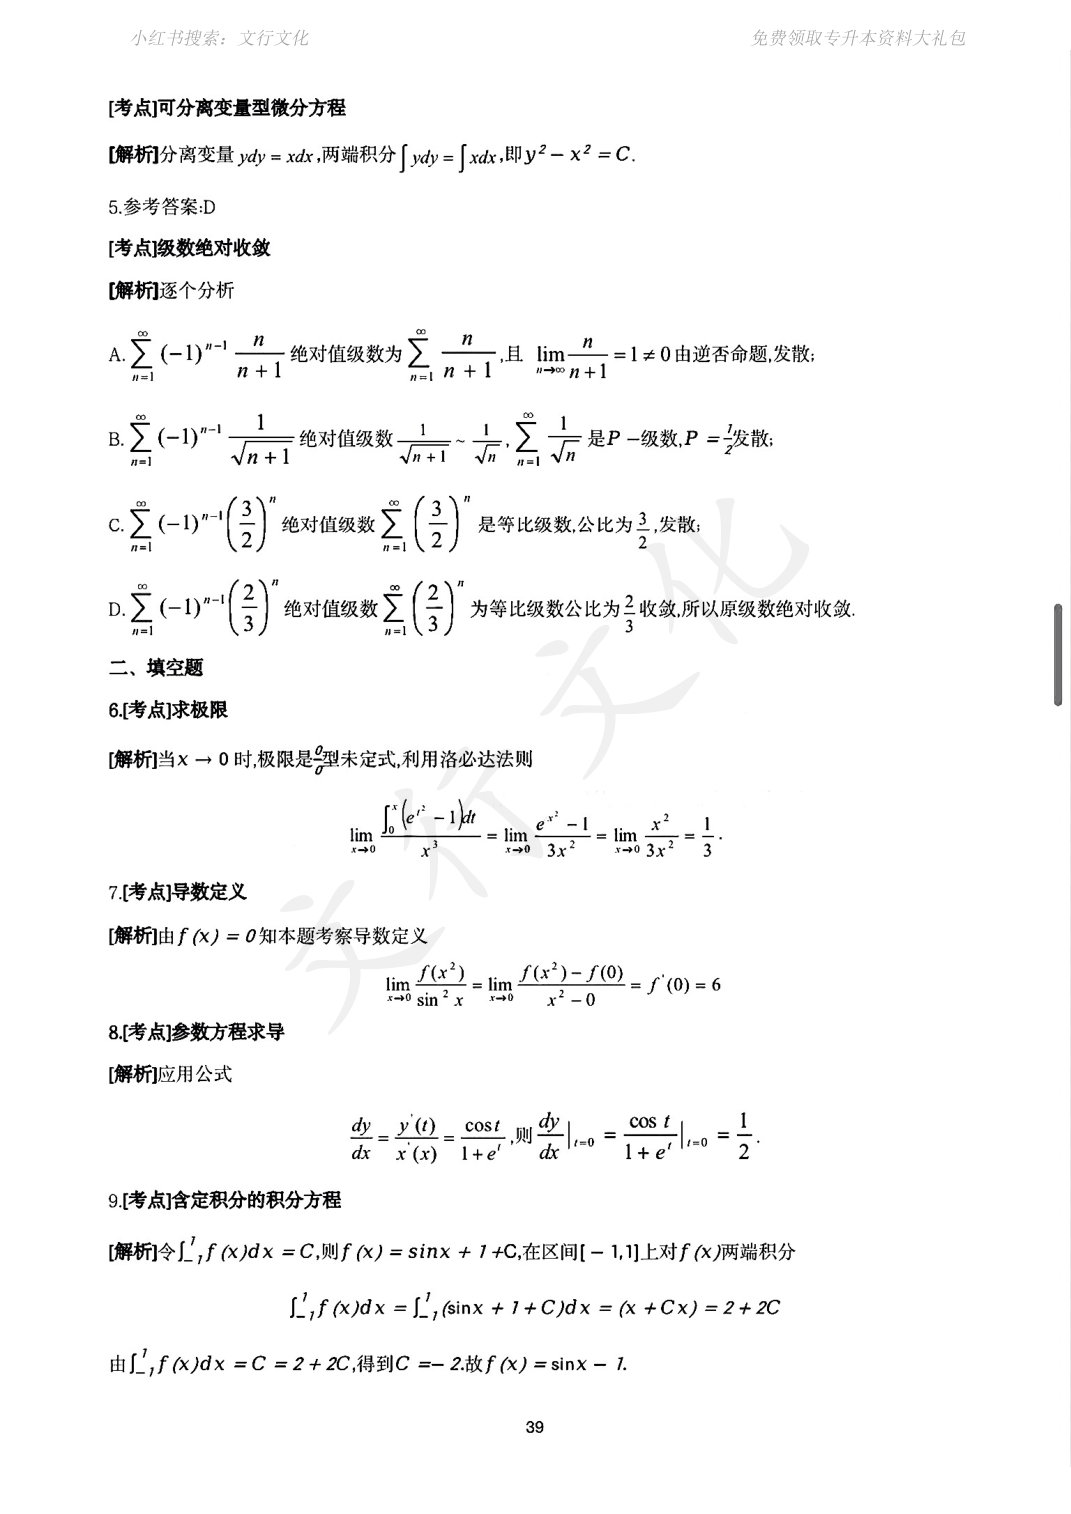 小红书搜索：文行文化 免费领取专升本资料大礼包
[考点]可分离变量型微分方程
[解析]分离变量 ydy = xdx,两端积分∫ydy = ∫xdx,即y² − x² = C.
5.参考答案:D
[考点]级数绝对收敛
[解析]逐个分析
A. ∑_{n=1}^{∞} (−1)^{n−1} n/(n + 1) 绝对值级数为 ∑_{n=1}^{∞} n/(n + 1),且 lim_{n→∞} n/(n+1) = 1 ≠ 0由逆否命题,发散;
B. ∑_{n=1}^{∞} (−1)^{n−1} 1/√(n+1) 绝对值级数 1/√(n+1) ~ 1/√n, ∑_{n=1}^{∞} 1/√n 是P −级数,P = 1/2发散;
C. ∑_{n=1}^{∞} (−1)^{n−1} (3/2)^n 绝对值级数 ∑_{n=1}^{∞} (3/2)^n 是等比级数,公比为3/2,发散;
D. ∑_{n=1}^{∞} (−1)^{n−1} (2/3)^n 绝对值级数 ∑_{n=1}^{∞} (2/3)^n 为等比级数公比为2/3收敛,所以原级数绝对收敛.
二、填空题
6.[考点]求极限
[解析]当x → 0时,极限是0/0型未定式,利用洛必达法则
lim_{x→0} ∫_0^x (e^{t²} − 1)dt / x³ = lim_{x→0} (e^{x²} − 1)/3x² = lim_{x→0} x²/3x² = 1/3.
7.[考点]导数定义
[解析]由f (x) = 0知本题考察导数定义
lim_{x→0} f(x²)/sin² x = lim_{x→0} (f(x²) − f(0))/(x² − 0) = f'(0) = 6
8.[考点]参数方程求导
[解析]应用公式
dy/dx = y'(t)/x'(x) = cos t/(1+e^t),则 dy/dx|_{t=0} = cos t/(1+e^t)|_{t=0} = 1/2.
9.[考点]含定积分的积分方程
[解析]令∫_{−1}^{1} f (x)dx = C,则f (x) = sinx + 1 +C,在区间[ − 1,1]上对f (x)两端积分
∫_{−1}^{1} f (x)dx = ∫_{−1}^{1} (sinx + 1 + C)dx = (x + Cx) = 2 + 2C
由∫_{−1}^{1} f (x)dx = C = 2 + 2C,得到C =− 2.故f (x) = sinx − 1.
39
文行文化